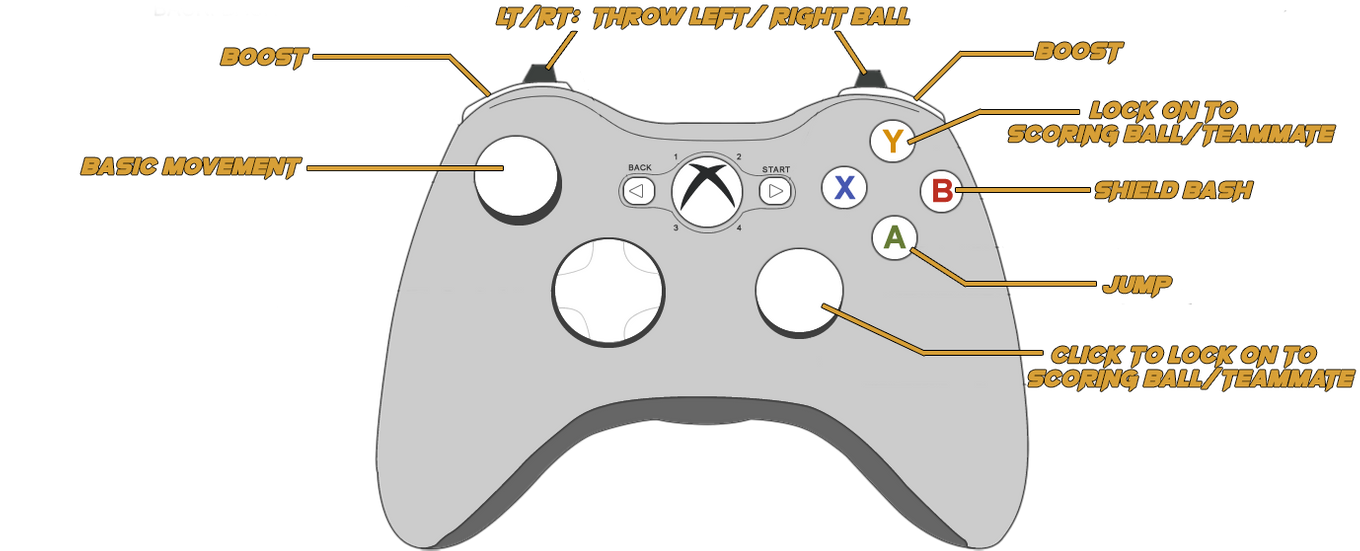 LT/RT: THROW LEFT/ RIGHT BALL
BOOST
BOOST
LOCK ON TO
SCORING BALL/TEAMMATE
BASIC MOVEMENT
BACK
1
2
START
3
4
Y
X
B
A
SHIELD BASH
JUMP
CLICK TO LOCK ON TO
SCORING BALL/TEAMMATE